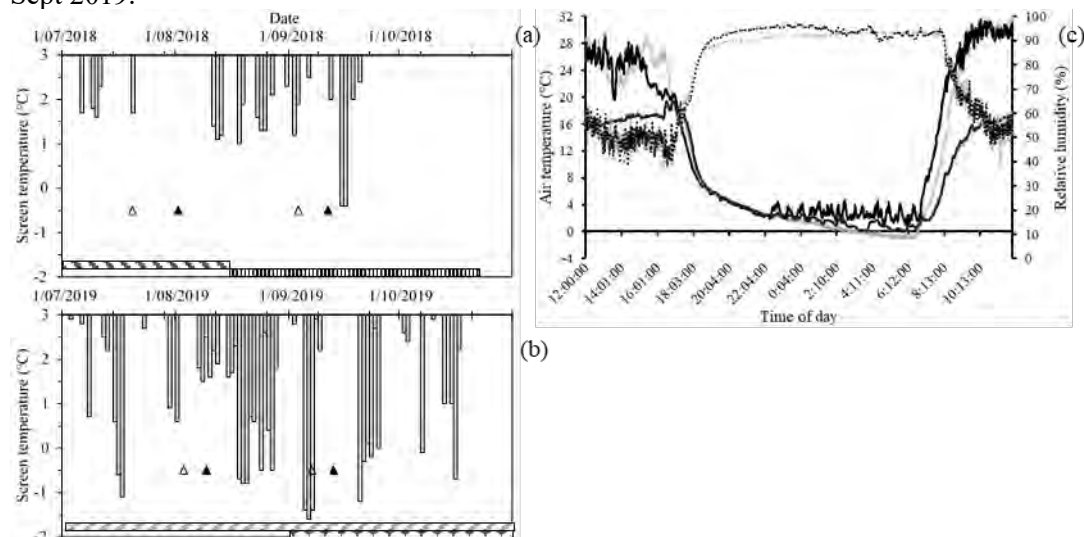 Sept 2019.
Date
1/07/2018 1/08/2018 1/09/2018 1/10/2018
(a)
Screen temperature (°C)
3
2
1
0
-1
-2
1/07/2019 1/08/2019 1/09/2019 1/10/2019
(b)
Screen temperature (°C)
3
2
1
0
-1
-2
(c)
Air temperature (°C)
32
28
24
20
16
12
8
4
0
-4
Relative humidity (%)
100
90
80
70
60
50
40
30
20
10
0
12:00:00 14:01:00 16:01:00 18:03:00 20:04:00 22:04:00 0:04:00 2:10:00 4:11:00 6:12:00 8:13:00 10:13:00
Time of day